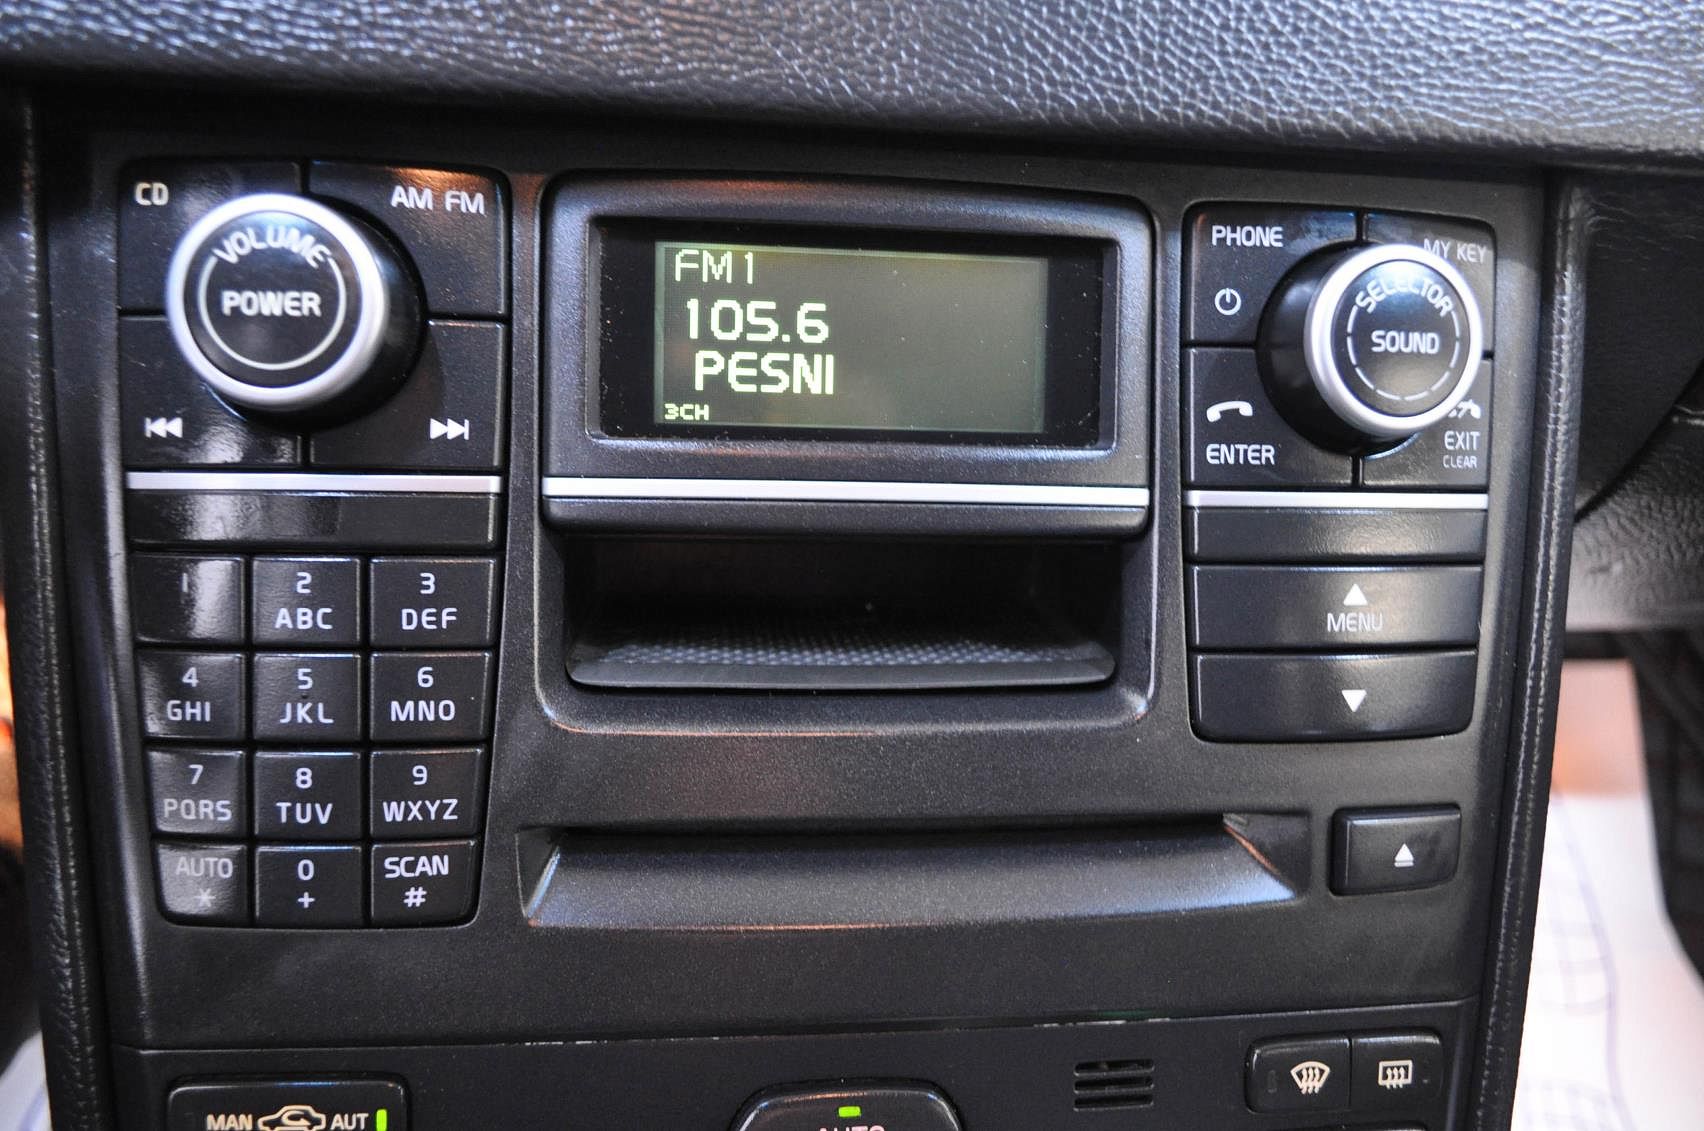 CD
AM FM
VOLUME
POWER
FM1
105.6
PESNI
3CH
PHONE
MY KEY
SELECTOR
SOUND
ENTER
EXIT
CLEAR
1
2
ABC
3
DEF
4
GHI
5
JKL
6
MNO
MENU
7
PQRS
8
TUV
9
WXYZ
AUTO
*
0
+
SCAN
#
MAN
AUT
AUTO